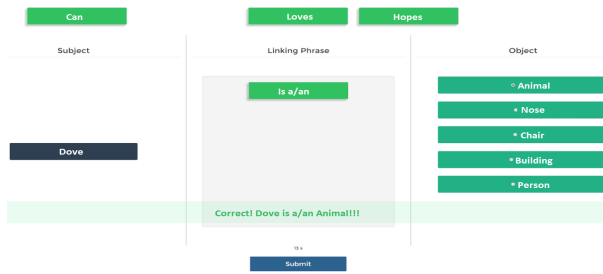 Can
Loves
Hopes
Subject
Linking Phrase
Object
Is a/an
Animal
Nose
Chair
Building
Person
Dove
Correct! Dove is a/an Animal!!!
13 s
Submit